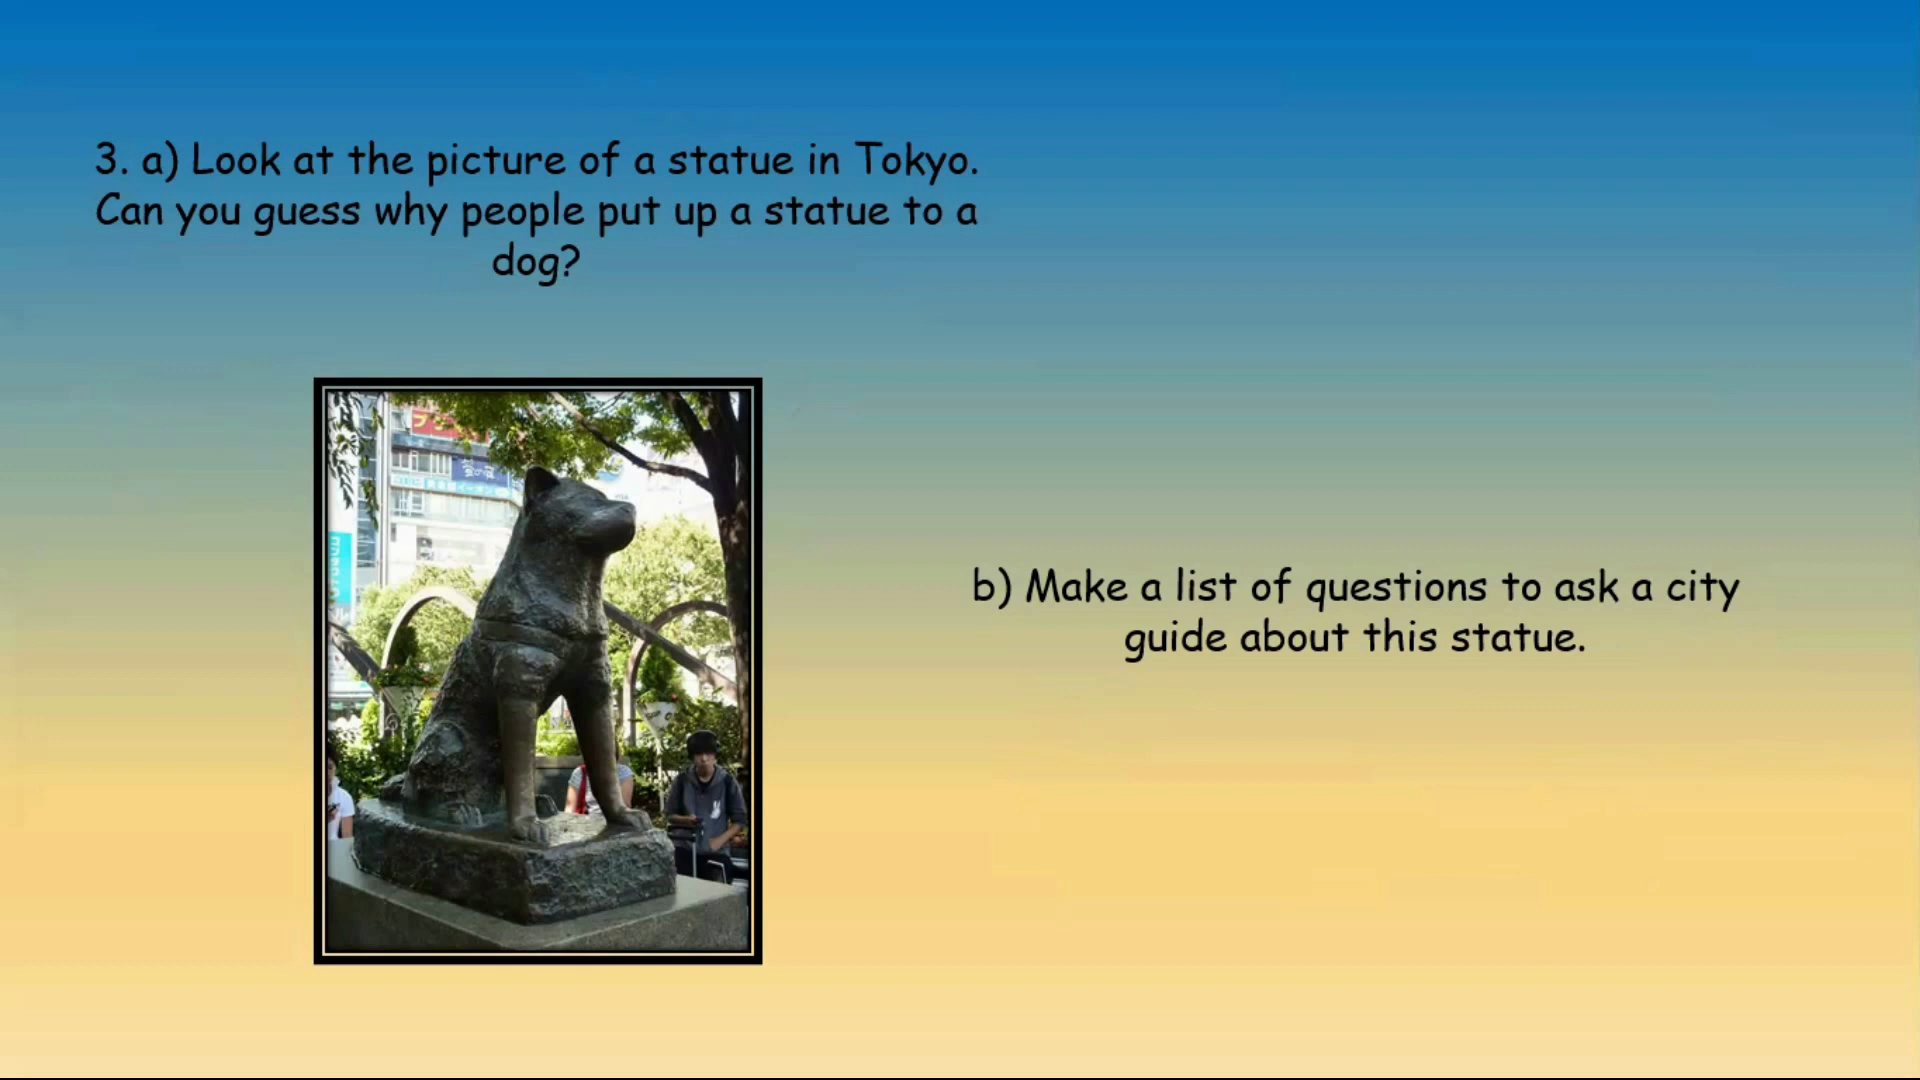 3. a) Look at the picture of a statue in Tokyo.
Can you guess why people put up a statue to a
dog?
b) Make a list of questions to ask a city
guide about this statue.